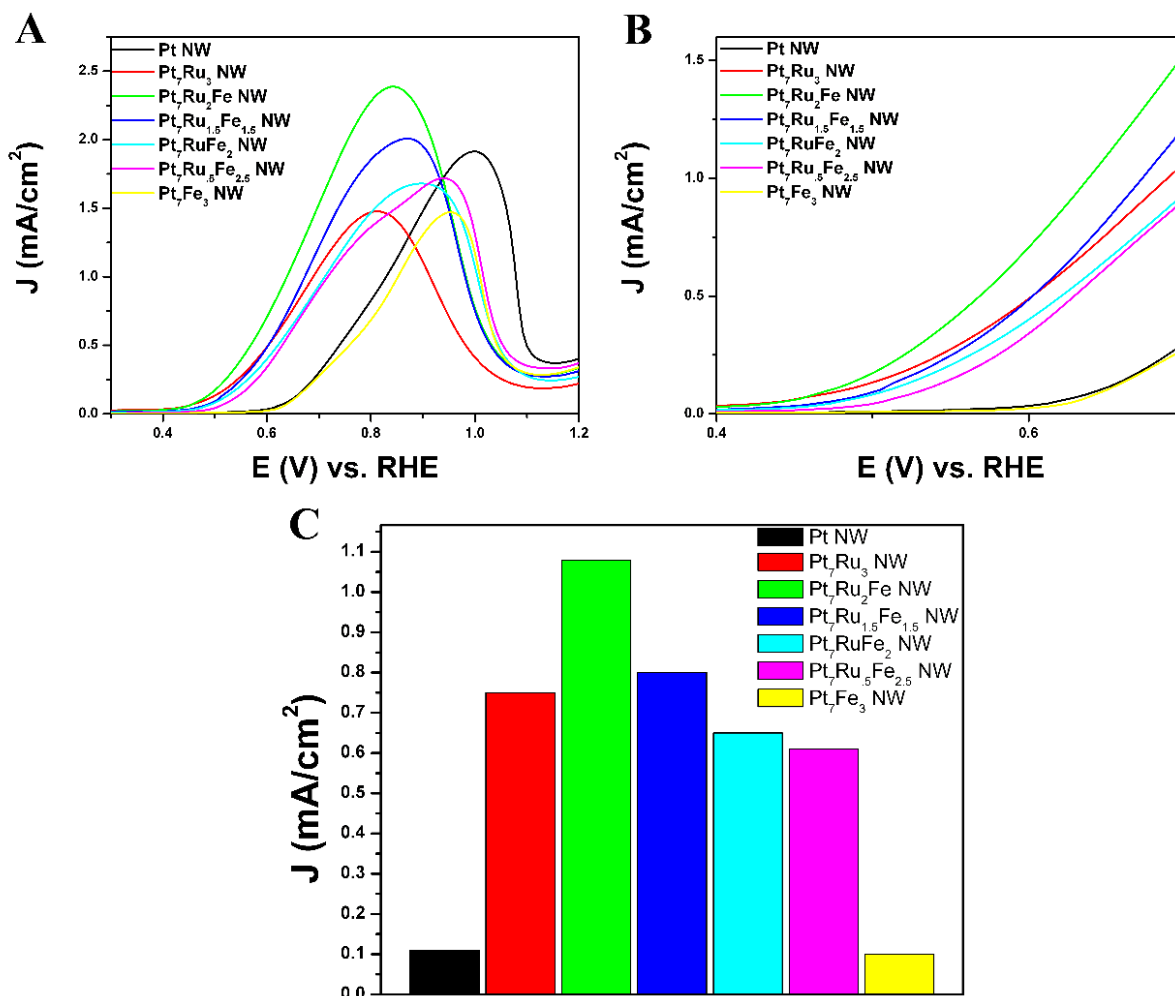 A
Pt NW
Pt₇Ru₃ NW
Pt₇Ru₂Fe NW
Pt₇Ru₁.₅Fe₁.₅ NW
Pt₇RuFe₂ NW
Pt₇Ru.₅Fe₂.₅ NW
Pt₇Fe₃ NW
J (mA/cm²)
2.5
2.0
1.5
1.0
0.5
0.0
0.4 0.6 0.8 1.0 1.2
E (V) vs. RHE
B
Pt NW
Pt₇Ru₃ NW
Pt₇Ru₂Fe NW
Pt₇Ru₁.₅Fe₁.₅ NW
Pt₇RuFe₂ NW
Pt₇Ru.₅Fe₂.₅ NW
Pt₇Fe₃ NW
J (mA/cm²)
1.5
1.0
0.5
0.0
0.4 0.6
E (V) vs. RHE
C
Pt NW
Pt₇Ru₃ NW
Pt₇Ru₂Fe NW
Pt₇Ru₁.₅Fe₁.₅ NW
Pt₇RuFe₂ NW
Pt₇Ru.₅Fe₂.₅ NW
Pt₇Fe₃ NW
J (mA/cm²)
1.1
1.0
0.9
0.8
0.7
0.6
0.5
0.4
0.3
0.2
0.1
0.0